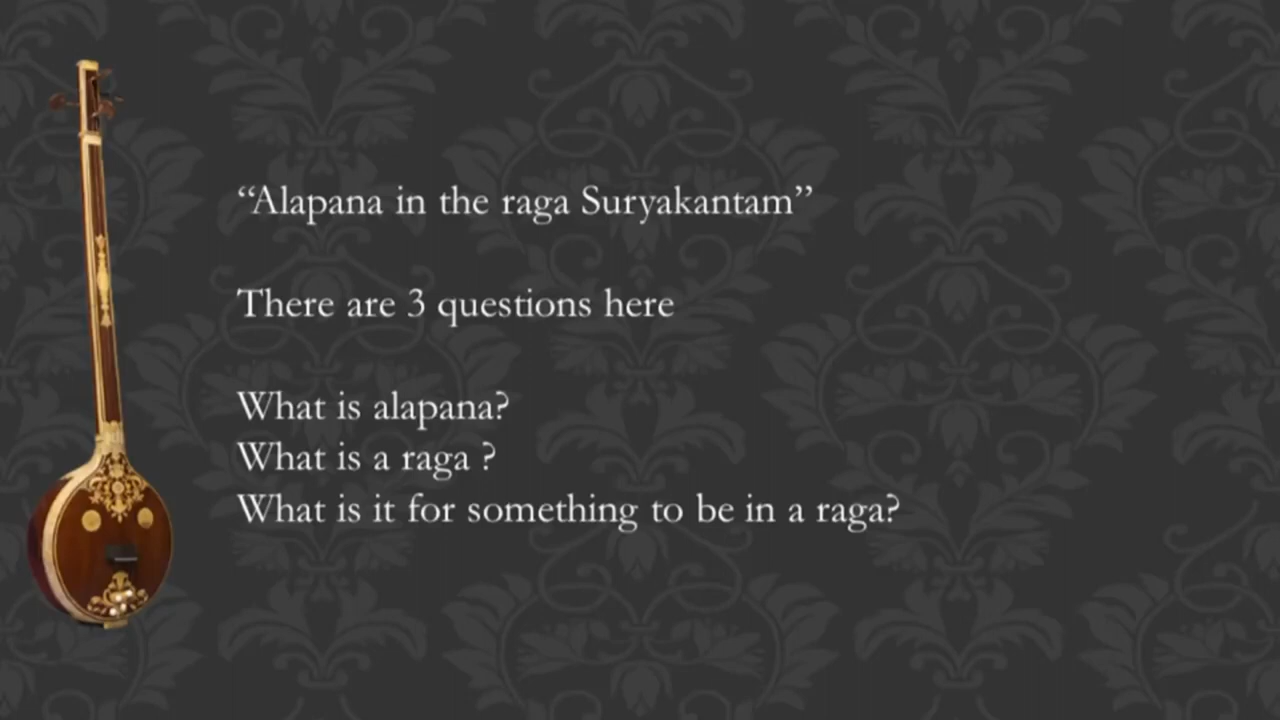 “Alapana in the raga Suryakantam”
There are 3 questions here
What is alapana?
What is a raga ?
What is it for something to be in a raga?